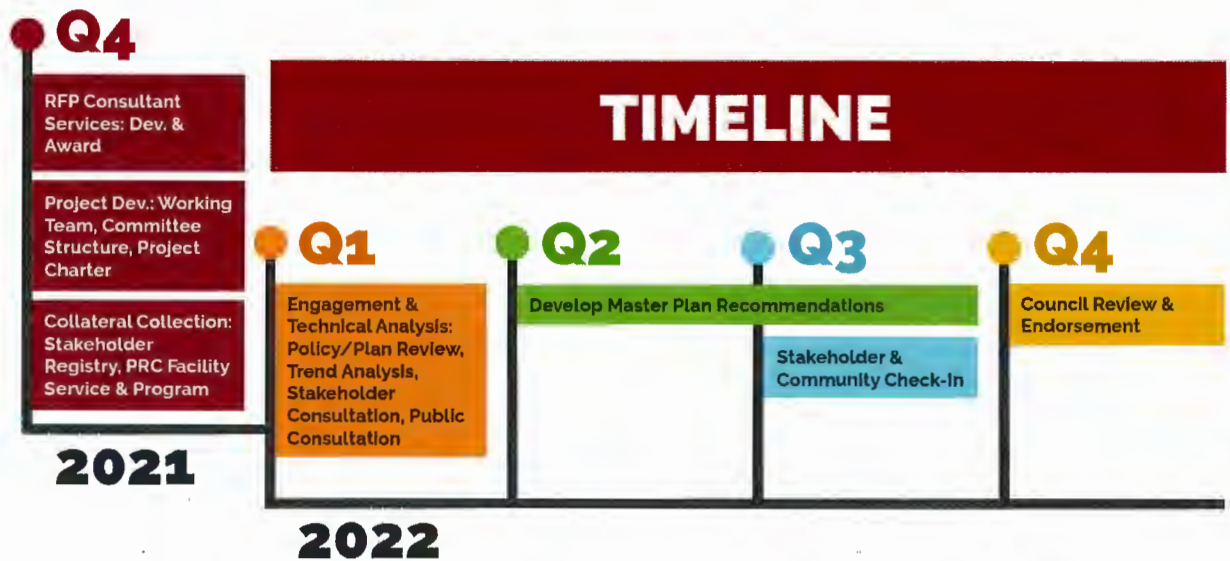 Q4
RFP Consultant
Services: Dev. &
Award
Project Dev.: Working
Team, Committee
Structure, Project
Charter
Collateral Collection:
Stakeholder
Registry, PRC Facility
Service & Program
2021
TIMELINE
Q1
Engagement &
Technical Analysis:
Policy/Plan Review,
Trend Analysis,
Stakeholder
Consultation, Public
Consultation
Q2
Develop Master Plan Recommendations
Q3
Stakeholder &
Community Check-In
Q4
Council Review &
Endorsement
2022